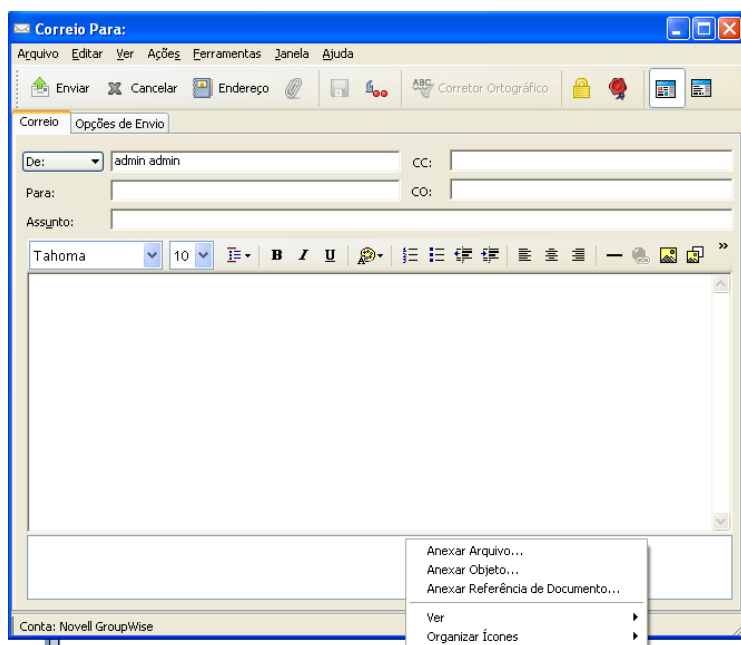 Correio Para:
Arquivo Editar Ver Ações Ferramentas Janela Ajuda
Enviar Cancelar Endereço ABC Corretor Ortográfico
Correio Opções de Envio
De: admin admin CC:
Para: CO:
Assunto:
Tahoma 10 B I U »
Anexar Arquivo...
Anexar Objeto...
Anexar Referência de Documento...
Ver
Organizar Ícones
Conta: Novell GroupWise